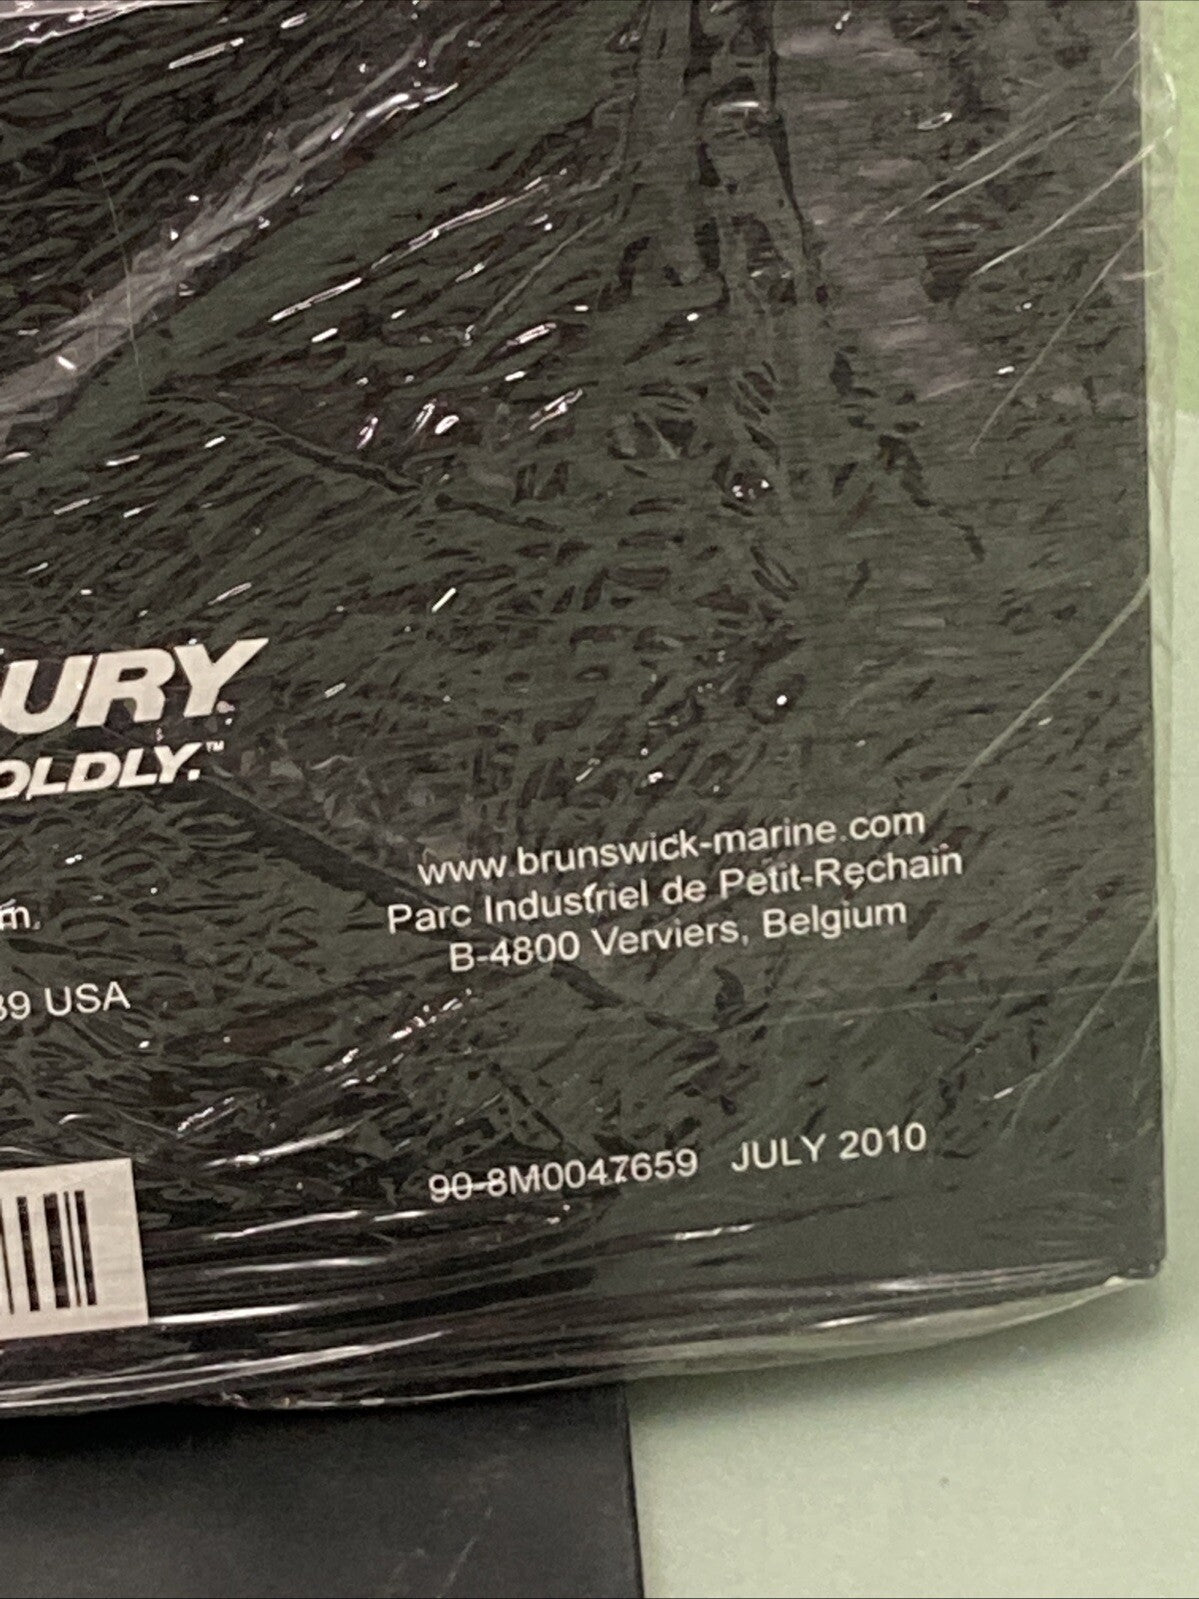 URY
OLDLY.™
www.brunswick-marine.com
Parc Industriel de Petit-Rechain
B-4800 Verviers, Belgium
m,
39 USA
90-8M0047659 JULY 2010